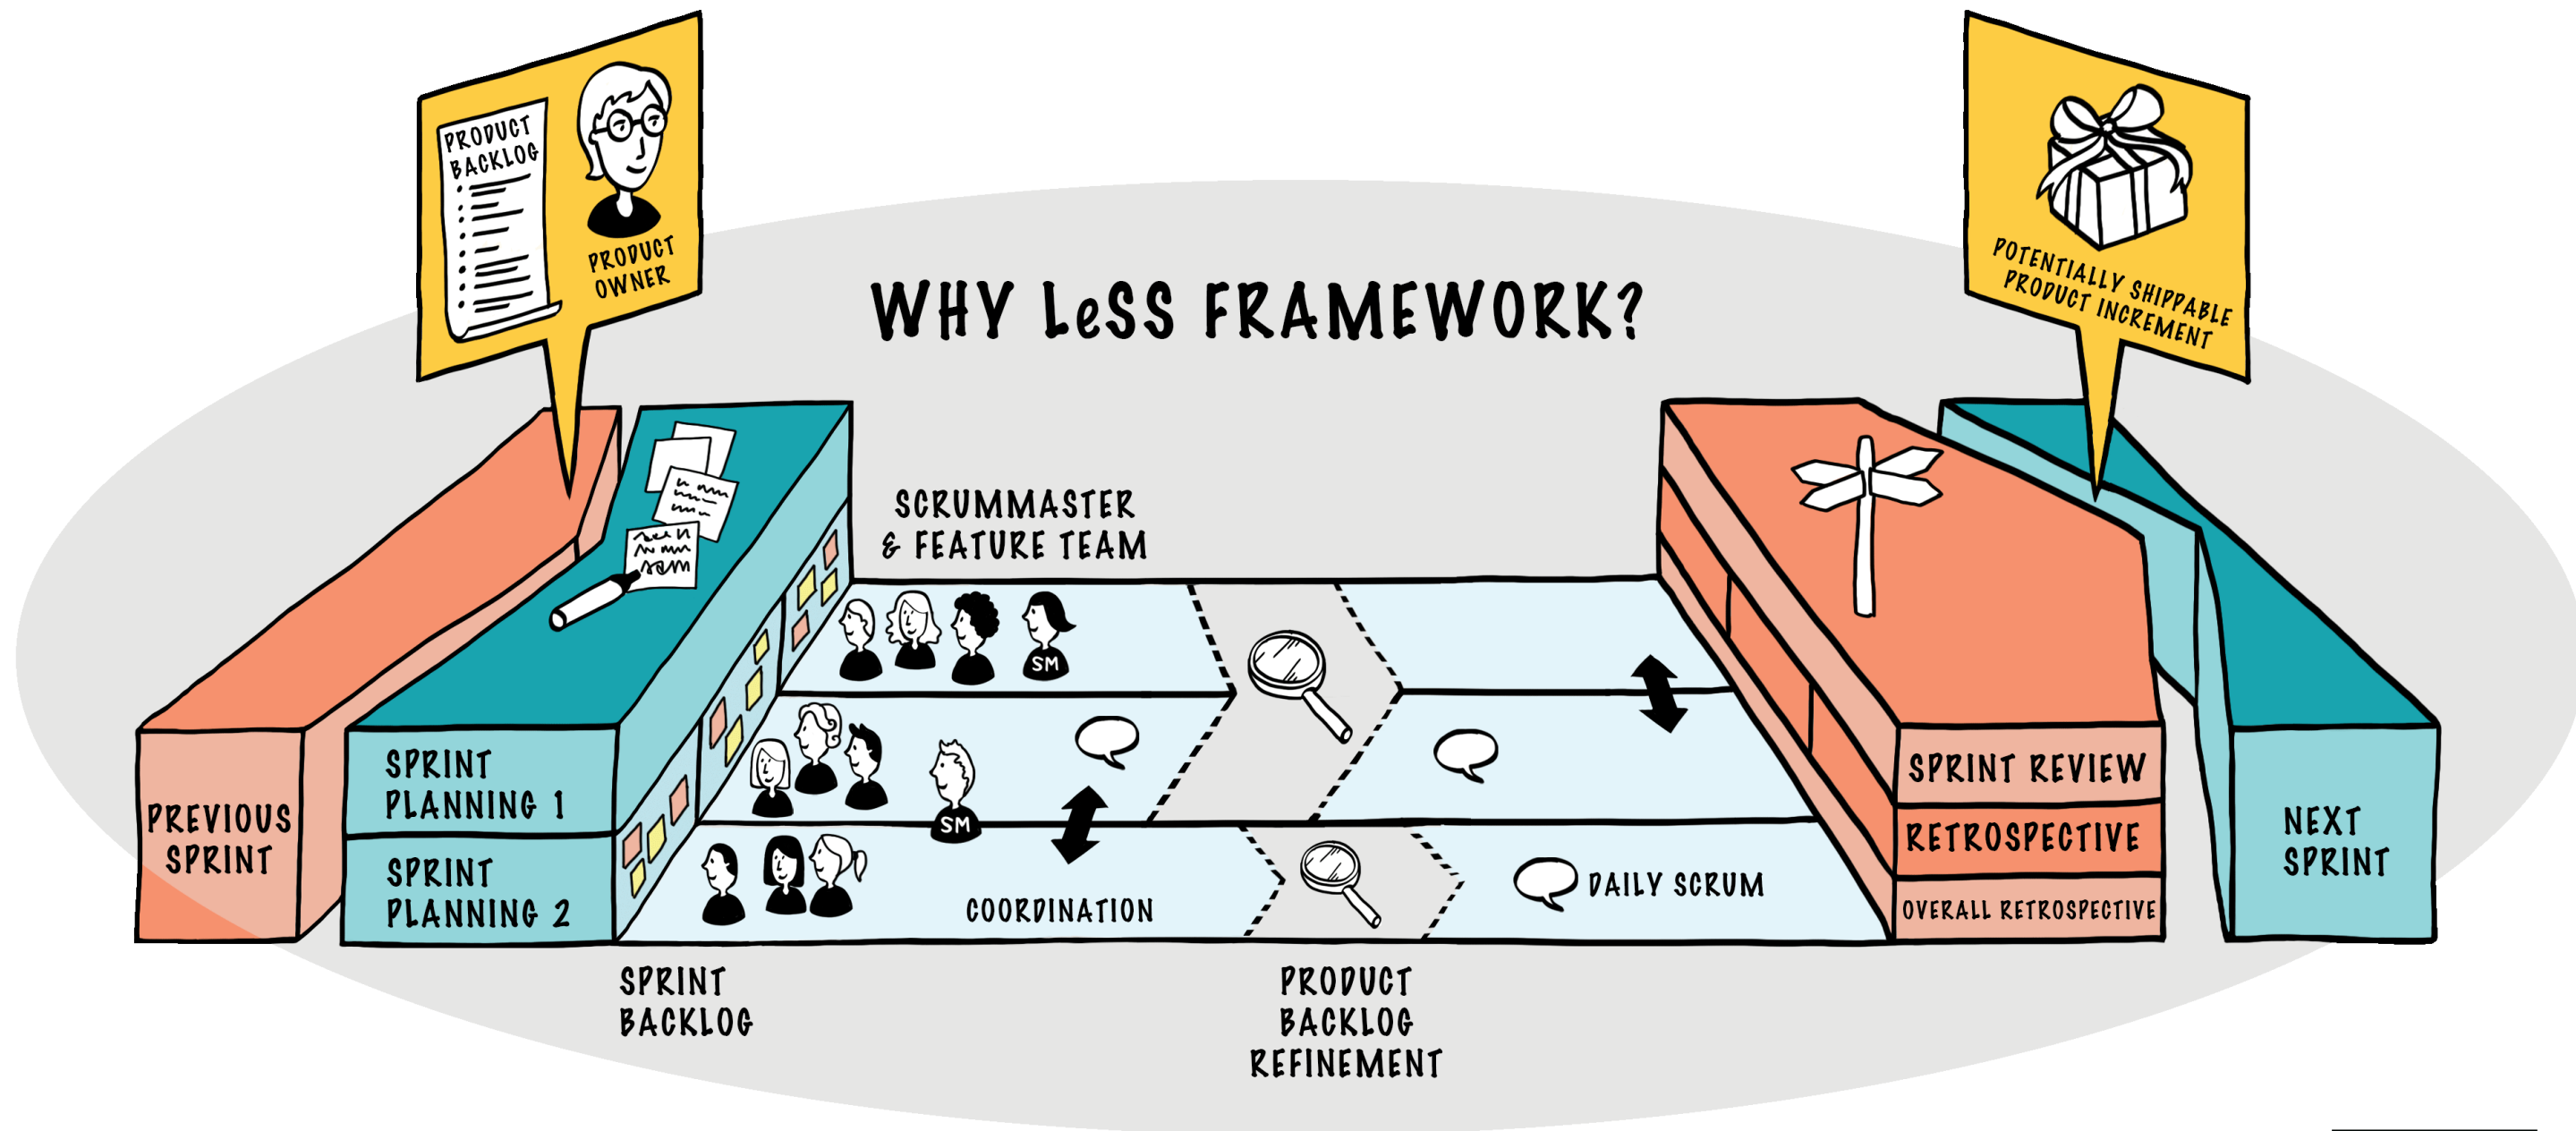 PRODUCT
BACKLOG
PRODUCT
OWNER
WHY LeSS FRAMEWORK?
POTENTIALLY SHIPPABLE
PRODUCT INCREMENT
SCRUMMASTER
& FEATURE TEAM
SM
SM
PREVIOUS
SPRINT
SPRINT
PLANNING 1
SPRINT
PLANNING 2
COORDINATION
DAILY SCRUM
SPRINT REVIEW
RETROSPECTIVE
OVERALL RETROSPECTIVE
NEXT
SPRINT
SPRINT
BACKLOG
PRODUCT
BACKLOG
REFINEMENT